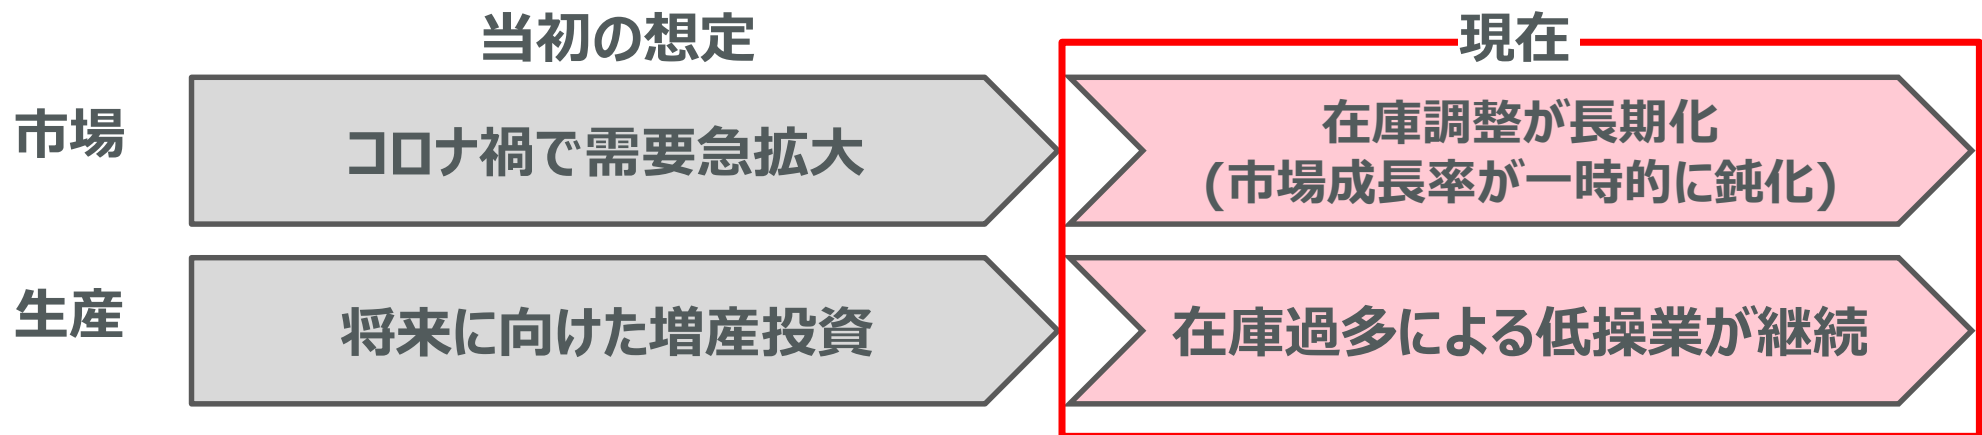 当初の想定
現在
市場
コロナ禍で需要急拡大
在庫調整が長期化
(市場成長率が一時的に鈍化)
生産
将来に向けた増産投資
在庫過多による低操業が継続